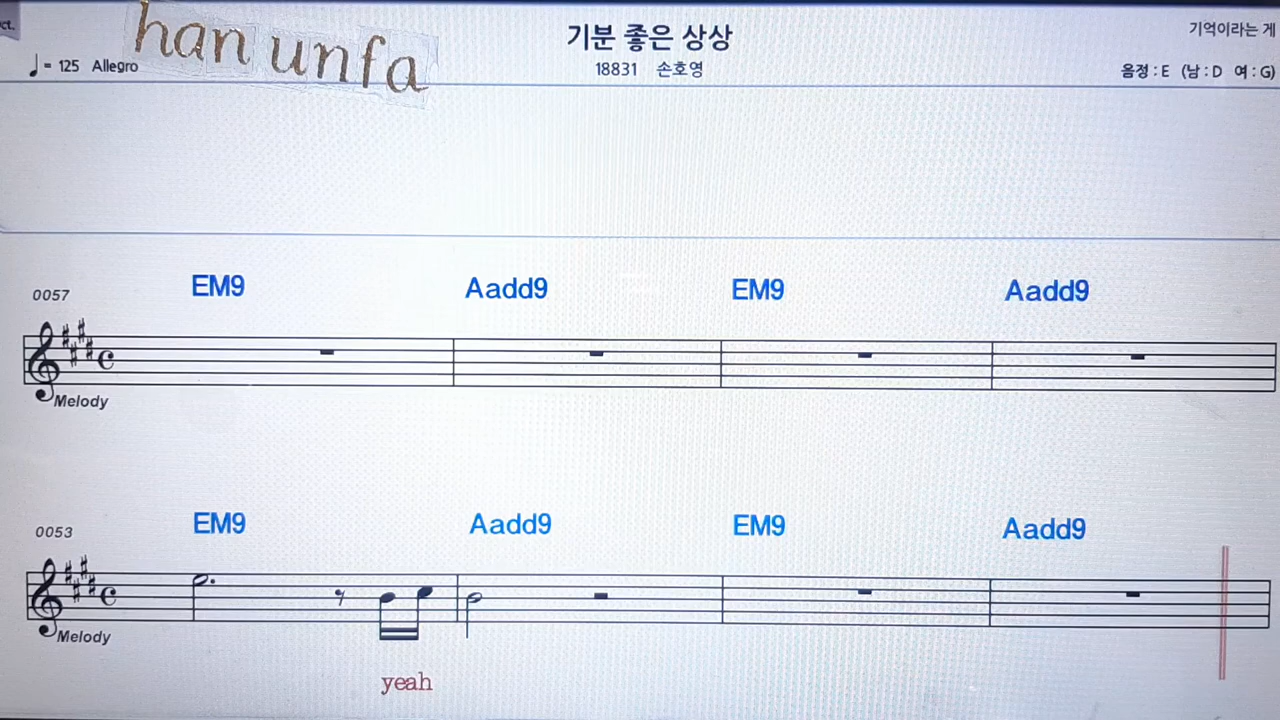 ct.
han unfa
기분 좋은 상상
기억이라는 게
♩ = 125 Allegro
18831 손호영
음정 : E (남 : D 여 : G)
0057
EM9 Aadd9 EM9 Aadd9
Melody
0053
EM9 Aadd9 EM9 Aadd9
Melody
yeah